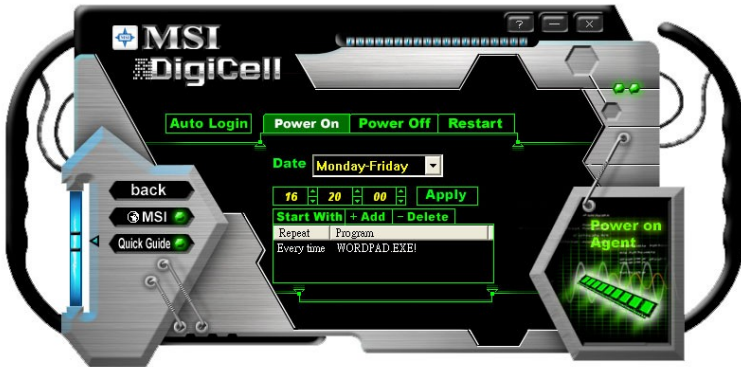 MSI
DigiCell
Auto Login Power On Power Off Restart
Date Monday-Friday
16 20 00 Apply
Start With + Add - Delete
Repeat Program
Every time WORDPAD.EXE!
back
MSI
Quick Guide
Power on
Agent